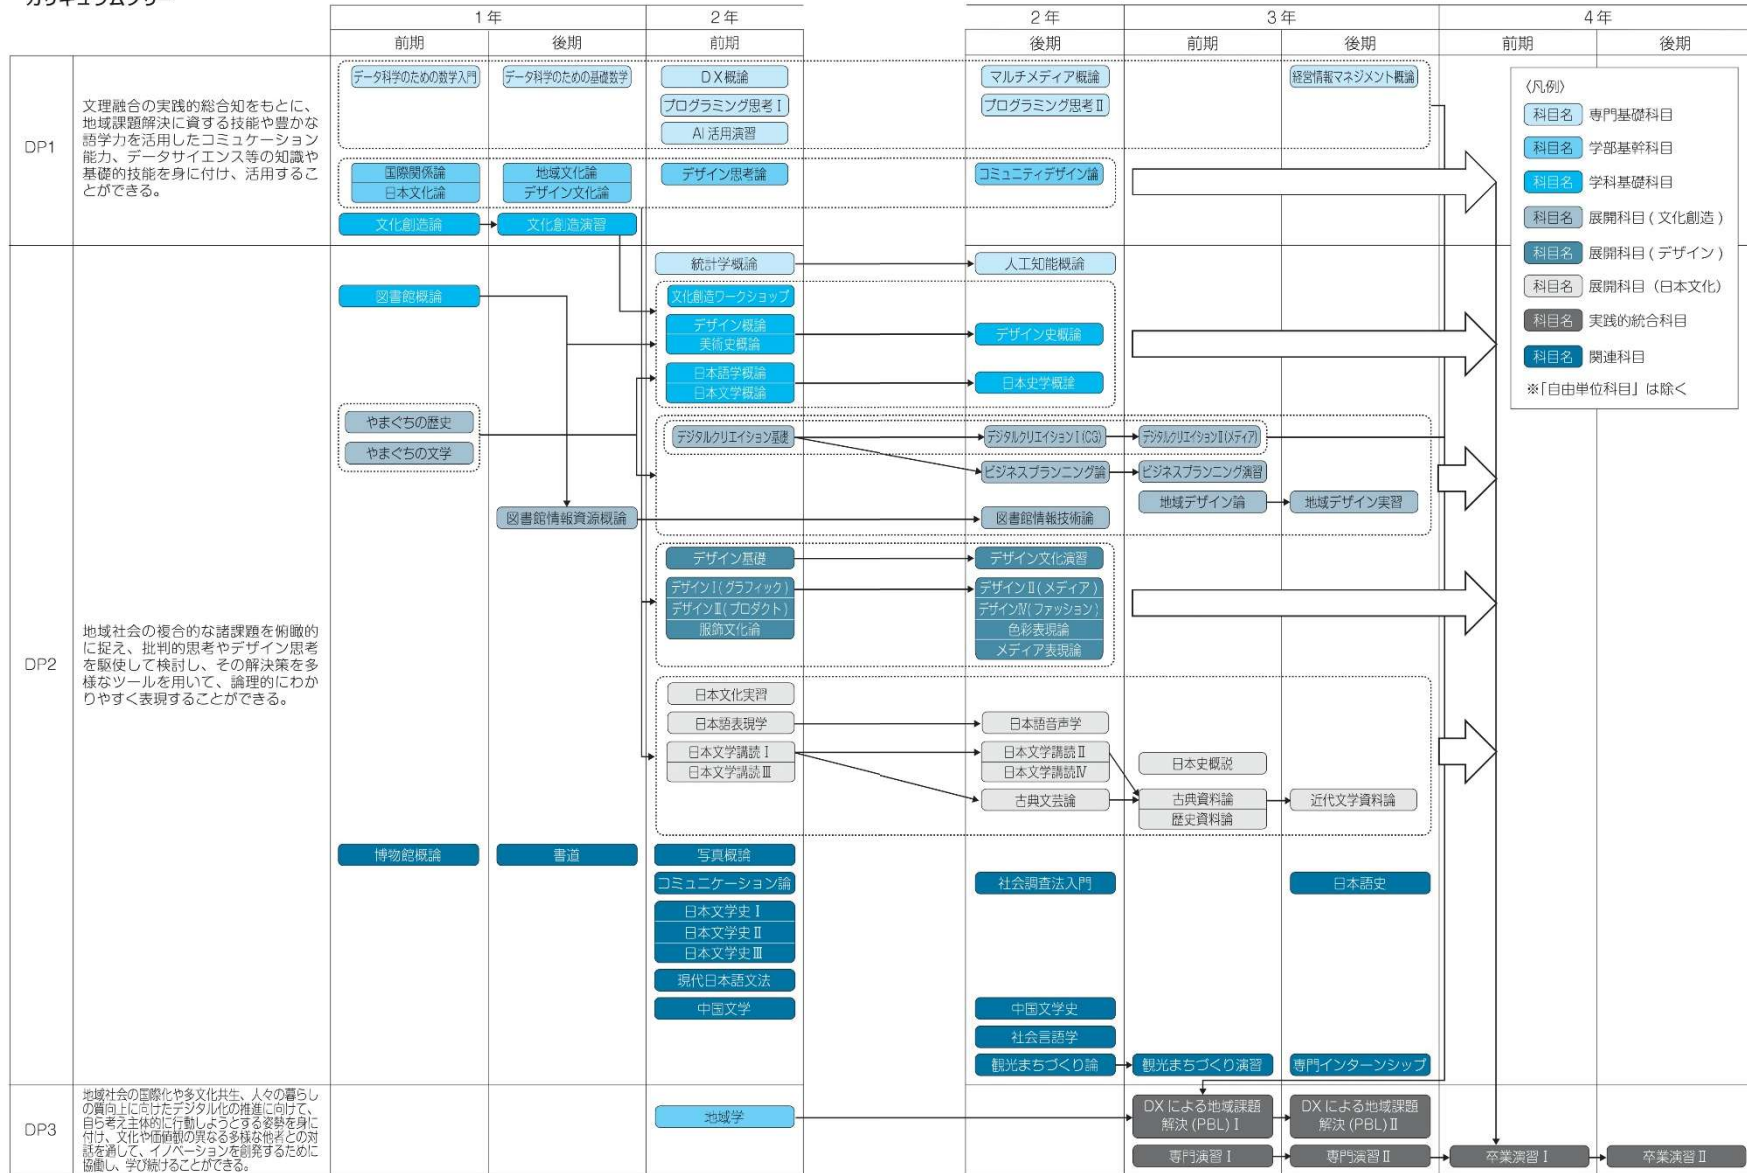 カリキュラムツリー
1年
2年
2年
3年
4年
前期
後期
前期
後期
前期
後期
前期
後期
DP1
文理融合の実践的総合知をもとに、
地域課題解決に資する技能や豊かな
語学力を活用したコミュケーション
能力、データサイエンス等の知識や
基礎的技能を身に付け、活用するこ
とができる。
データ科学のための数学入門
データ科学のための基礎数学
DX概論
マルチメディア概論
経営情報マネジメント概論
プログラミング思考Ⅰ
プログラミング思考Ⅱ
AI活用演習
国際関係論
日本文化論
地域文化論
デザイン文化論
デザイン思考論
コミュニティデザイン論
文化創造論
文化創造演習
〈凡例〉
科目名 専門基礎科目
科目名 学部基幹科目
科目名 学科基礎科目
科目名 展開科目(文化創造)
科目名 展開科目(デザイン)
科目名 展開科目(日本文化)
科目名 実践的統合科目
科目名 関連科目
※「自由単位科目」は除く
DP2
地域社会の複合的な諸課題を俯瞰的
に捉え、批判的思考やデザイン思考
を駆使して検討し、その解決策を多
様なツールを用いて、論理的にわか
りやすく表現することができる。
統計学概論
人工知能概論
図書館概論
文化創造ワークショップ
デザイン概論
美術史概論
デザイン史概論
日本語学概論
日本文学概論
日本史学概論
やまぐちの歴史
やまぐちの文学
デジタルクリエイション基礎
デジタルクリエイションⅠ(CG)
デジタルクリエイションⅡ(メディア)
ビジネスプランニング論
ビジネスプランニング演習
地域デザイン論
地域デザイン実習
図書館情報資源概論
図書館情報技術論
デザイン基礎
デザイン文化演習
デザインⅠ(グラフィック)
デザインⅢ(プロダクト)
服飾文化論
デザインⅡ(メディア)
デザインⅣ(ファッション)
色彩表現論
メディア表現論
日本文化実習
日本語表現学
日本語音声学
日本文学講読Ⅰ
日本文学講読Ⅲ
日本文学講読Ⅱ
日本文学講読Ⅳ
日本史概説
古典文芸論
古典資料論
歴史資料論
近代文学資料論
博物館概論
書道
写真概論
コミュニケーション論
社会調査法入門
日本語史
日本文学史Ⅰ
日本文学史Ⅱ
日本文学史Ⅲ
現代日本語文法
中国文学
中国文学史
社会言語学
観光まちづくり論
観光まちづくり演習
専門インターンシップ
DP3
地域社会の国際化や多文化共生、人々の暮らし
の質向上に向けたデジタル化の推進に向けて、
自ら考え主体的に行動しようとする姿勢を身に
付け、文化や価値観の異なる多様な他者との対
話を通して、イノベーションを創発するために
協働し、学び続けることができる。
地域学
DXによる地域課題
解決(PBL)Ⅰ
DXによる地域課題
解決(PBL)Ⅱ
専門演習Ⅰ
専門演習Ⅱ
卒業演習Ⅰ
卒業演習Ⅱ